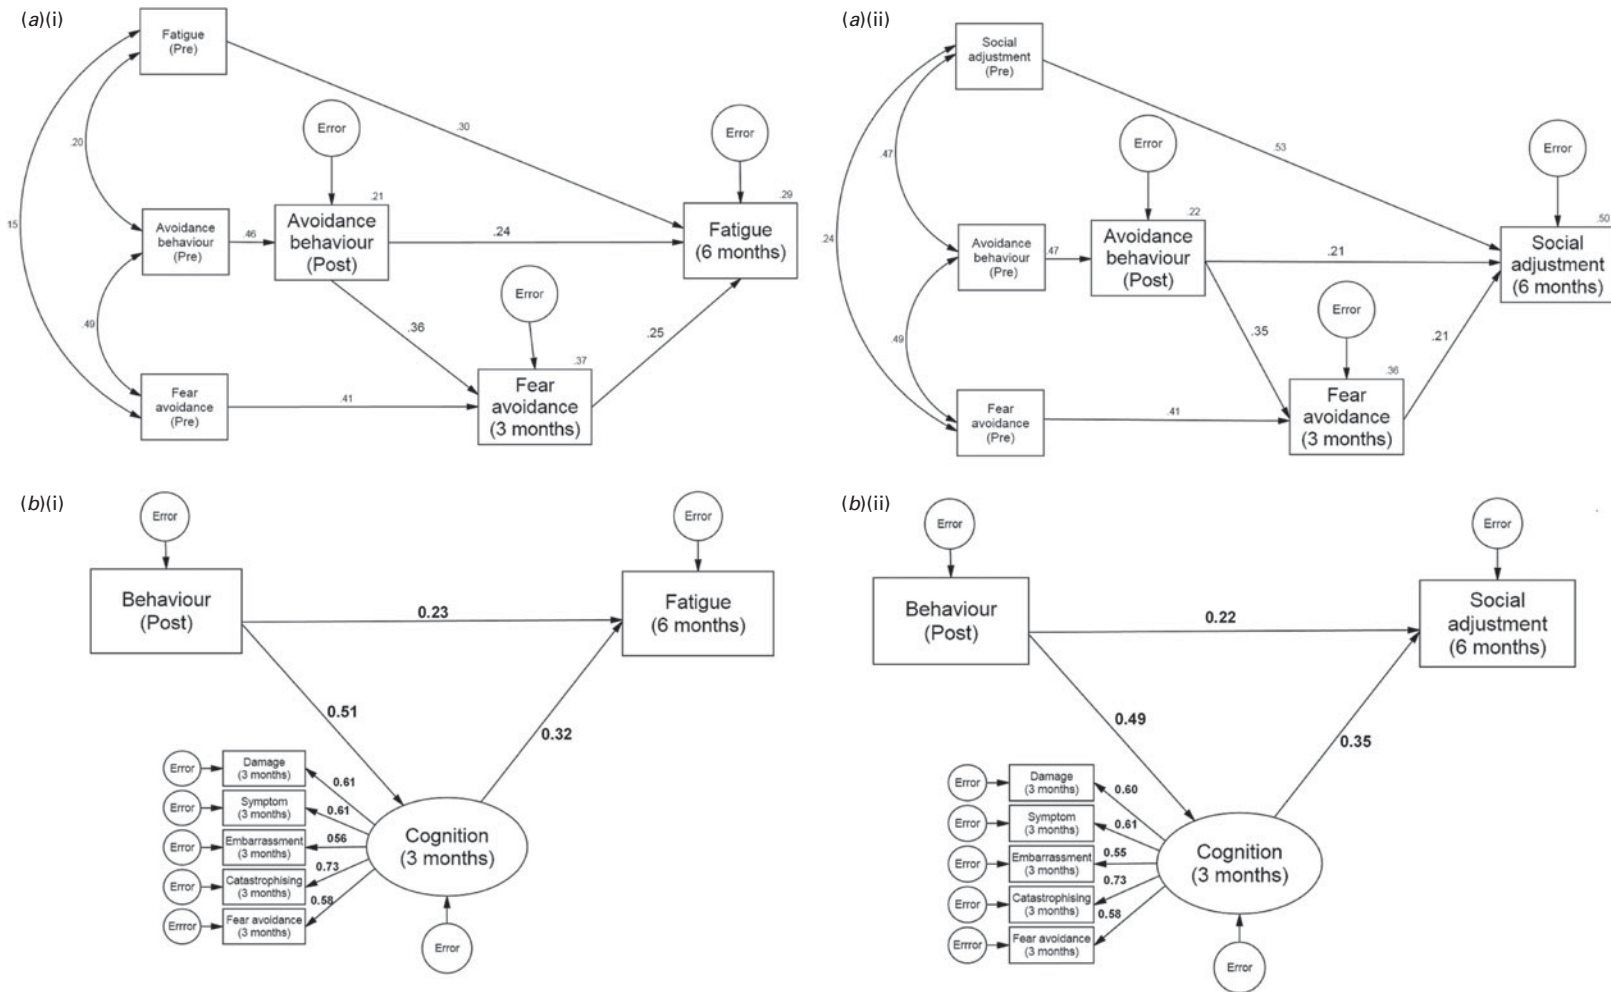 (a)(i)
Fatigue
(Pre)
Error
Error
.30
.20
.21
.29
15
Avoidance
behaviour
(Pre)
.46
Avoidance
behaviour
(Post)
.24
Fatigue
(6 months)
Error
.49
.36
.25
.37
Fear
avoidance
(Pre)
.41
Fear
avoidance
(3 months)
(a)(ii)
Social
adjustment
(Pre)
Error
Error
.53
.47
.22
.50
.24
Avoidance
behaviour
(Pre)
.47
Avoidance
behaviour
(Post)
.21
Social
adjustment
(6 months)
Error
.49
.35
.21
.36
Fear
avoidance
(Pre)
.41
Fear
avoidance
(3 months)
(b)(i)
Error
Error
Behaviour
(Post)
0.23
Fatigue
(6 months)
0.51
0.32
Error
Damage
(3 months)
0.61
Error
Symptom
(3 months)
0.61
Error
Embarrassment
(3 months)
056
Error
Catastrophising
(3 months)
0.73
Errror
Fear avoidance
(3 months)
0.58
Cognition
(3 months)
Error
(b)(ii)
Error
Error
Behaviour
(Post)
0.22
Social
adjustment
(6 months)
0.49
0.35
Error
Damage
(3 months)
0.60
Error
Symptom
(3 months)
0.61
Error
Embarrassment
(3 months)
0.55
Error
Catastrophising
(3 months)
0.73
Errror
Fear avoidance
(3 months)
0.58
Cognition
(3 months)
Error